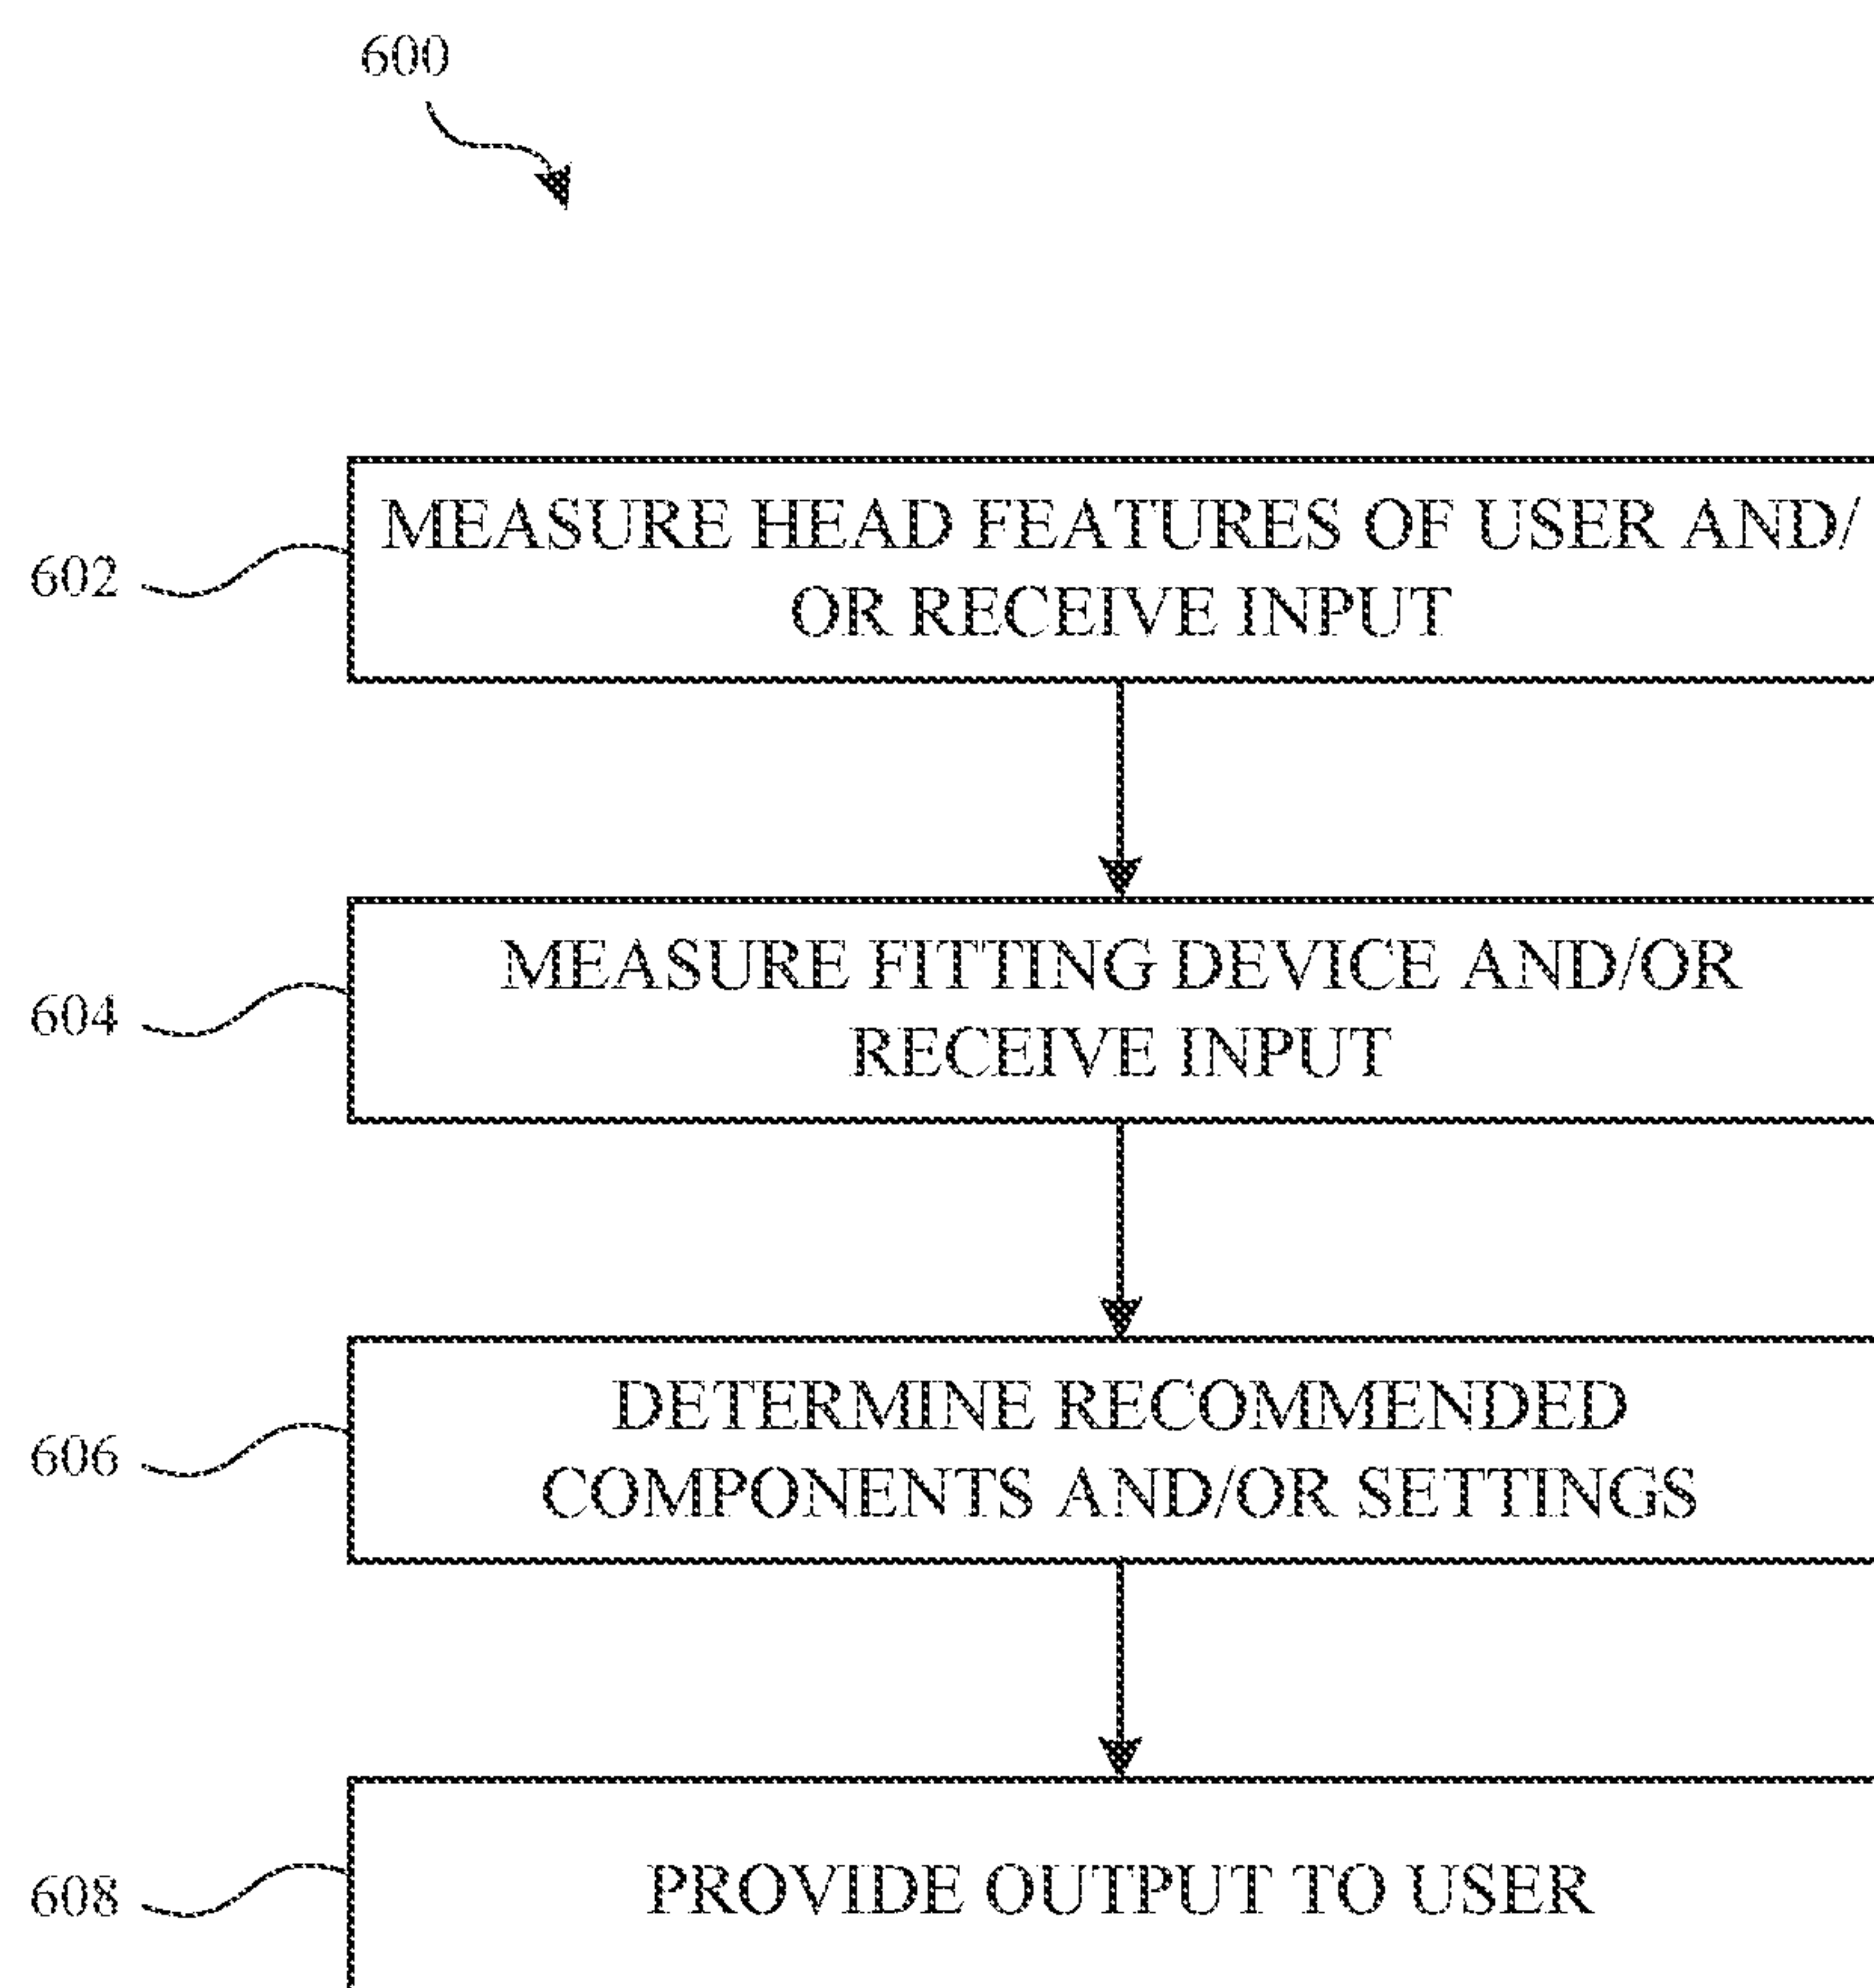 600
602
MEASURE HEAD FEATURES OF USER AND/
OR RECEIVE INPUT
604
MEASURE FITTING DEVICE AND/OR
RECEIVE INPUT
606
DETERMINE RECOMMENDED
COMPONENTS AND/OR SETTINGS
608
PROVIDE OUTPUT TO USER